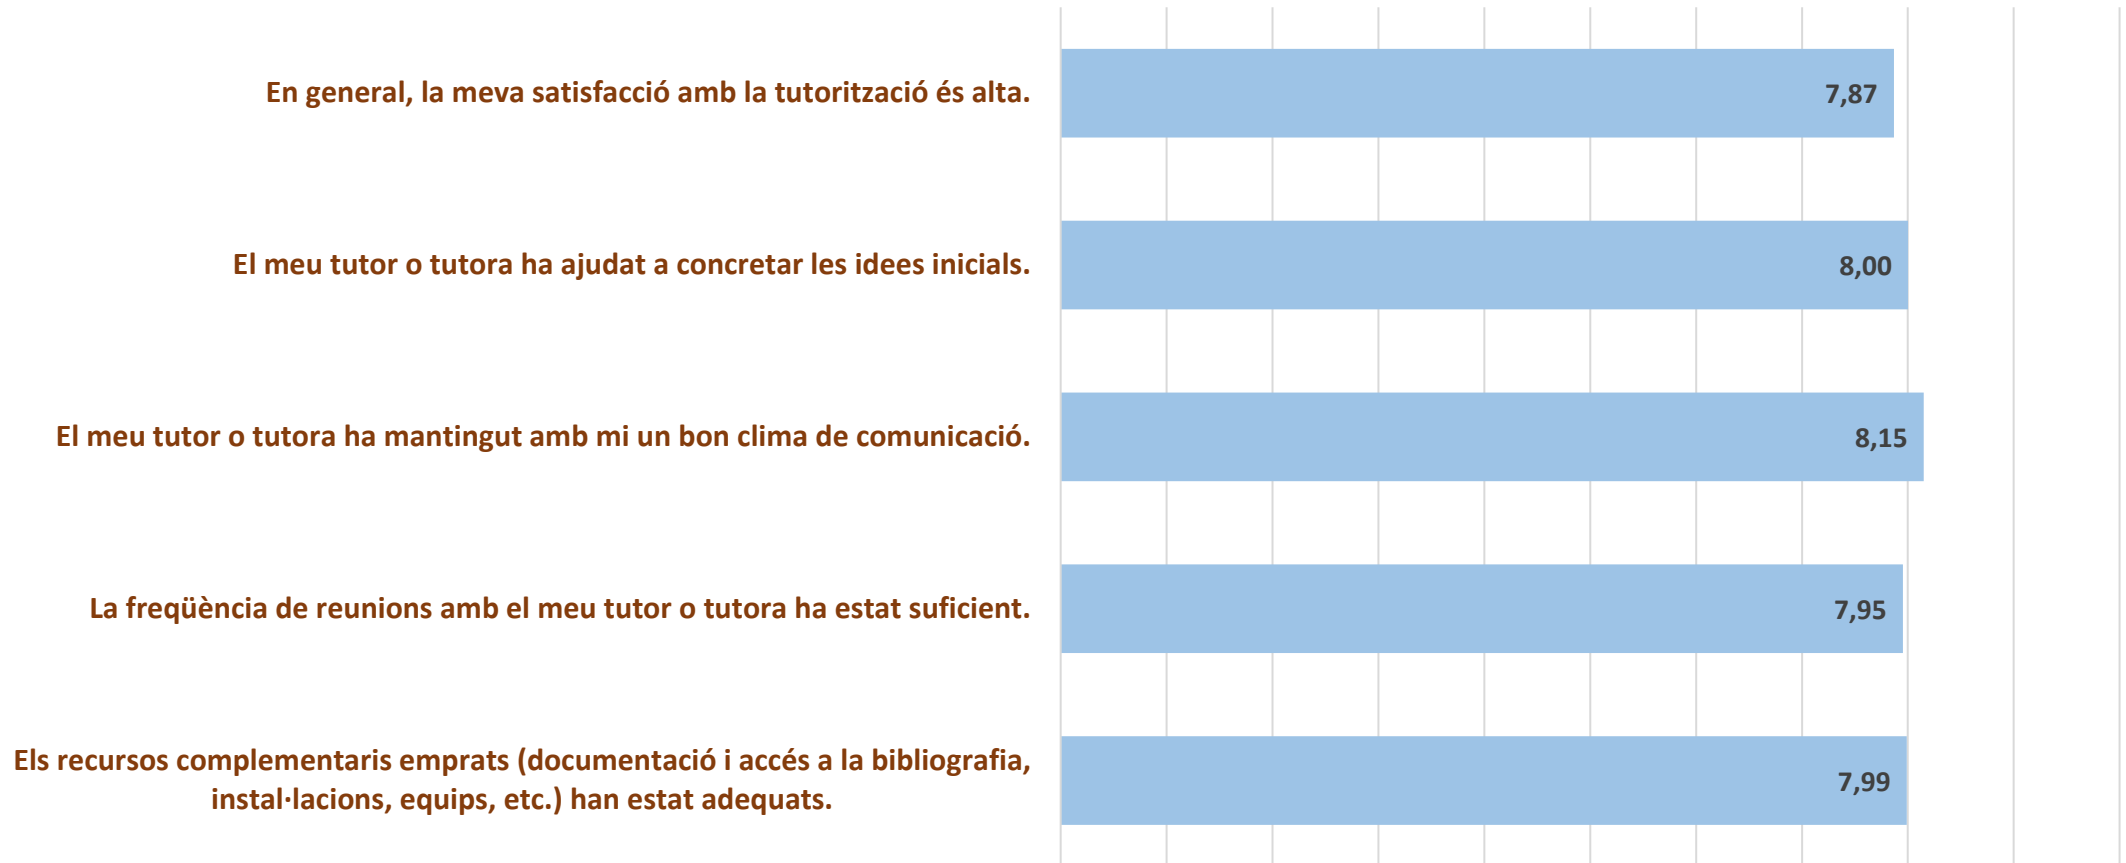 En general, la meva satisfacció amb la tutorització és alta.
7,87
El meu tutor o tutora ha ajudat a concretar les idees inicials.
8,00
El meu tutor o tutora ha mantingut amb mi un bon clima de comunicació.
8,15
La freqüència de reunions amb el meu tutor o tutora ha estat suficient.
7,95
Els recursos complementaris emprats (documentació i accés a la bibliografia,
instal·lacions, equips, etc.) han estat adequats.
7,99